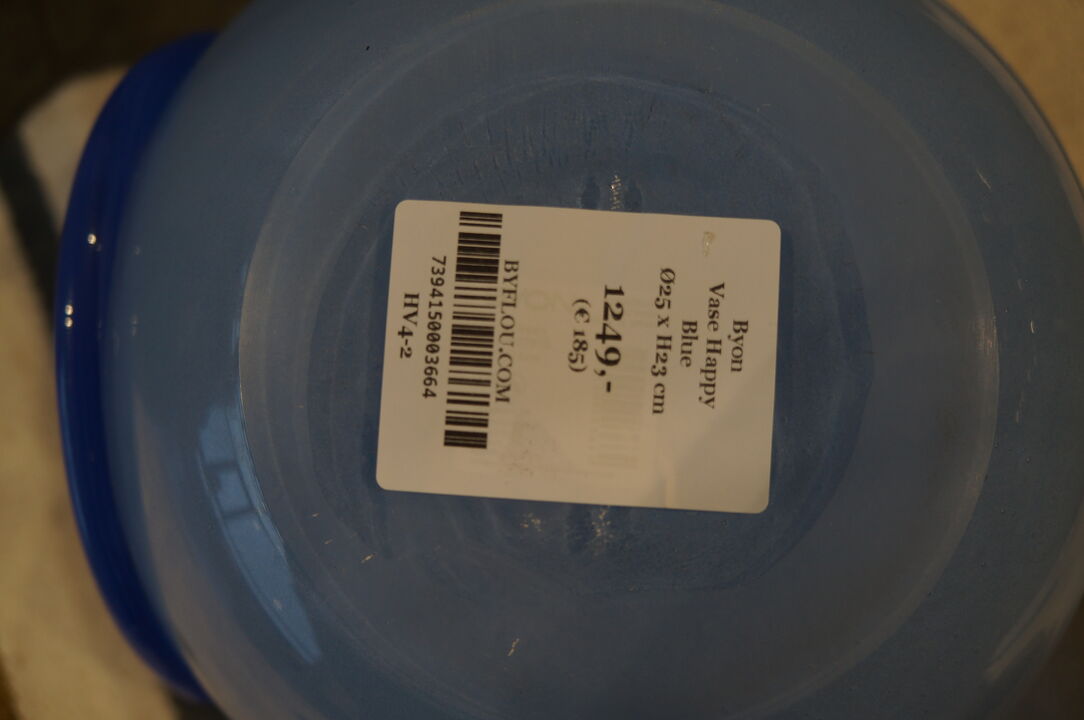 Byon
Vase Happy
Blue
Ø25 x H23 cm
1249,-
(€ 185)
BYFLOU.COM
7394150003664
HV4-2